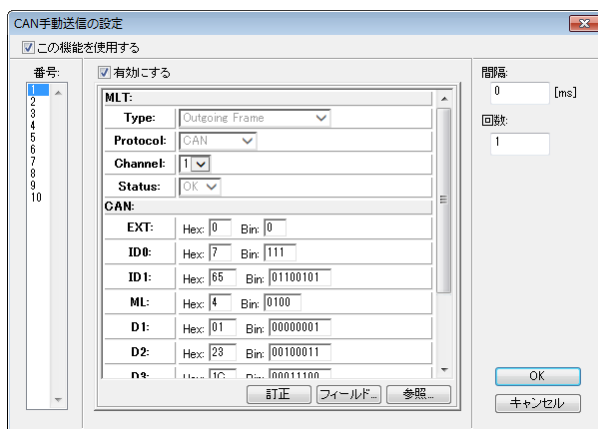 CAN手動送信の設定
この機能を使用する
番号:
1
2
3
4
5
6
7
8
9
10
有効にする
MLT:
Type: Outgoing Frame
Protocol: CAN
Channel: 1
Status: OK
CAN:
EXT: Hex: 0 Bin: 0
ID0: Hex: 7 Bin: 111
ID1: Hex: 65 Bin: 01100101
ML: Hex: 4 Bin: 0100
D1: Hex: 01 Bin: 00000001
D2: Hex: 23 Bin: 00100011
D3: Hex: 1C Bin: 00011100
訂正 フィールド... 参照...
間隔:
0 [ms]
回数:
1
OK
キャンセル